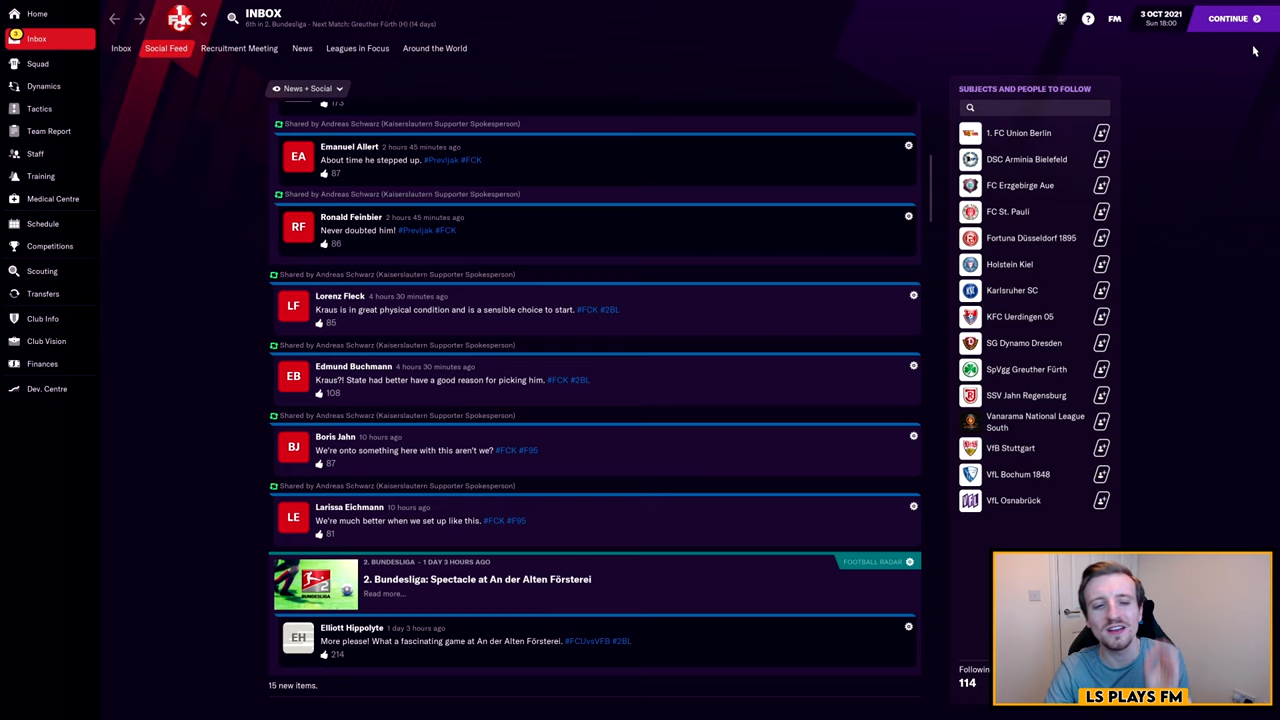 Home
3
Inbox
Squad
Dynamics
Tactics
Team Report
Staff
Training
Medical Centre
Schedule
Competitions
Scouting
Transfers
Club Info
Club Vision
Finances
Dev. Centre
FCK
INBOX
6th in 2. Bundesliga - Next Match: Greuther Fürth (H) (14 days)
FM
3 OCT 2021
Sun 18:00
CONTINUE
Inbox
Social Feed
Recruitment Meeting
News
Leagues in Focus
Around the World
News + Social
173
Shared by Andreas Schwarz (Kaiserslautern Supporter Spokesperson)
EA
Emanuel Allert 2 hours 45 minutes ago
About time he stepped up. #Prevljak #FCK
87
Shared by Andreas Schwarz (Kaiserslautern Supporter Spokesperson)
RF
Ronald Feinbier 2 hours 45 minutes ago
Never doubted him! #Prevljak #FCK
86
Shared by Andreas Schwarz (Kaiserslautern Supporter Spokesperson)
LF
Lorenz Fleck 4 hours 30 minutes ago
Kraus is in great physical condition and is a sensible choice to start. #FCK #2BL
85
Shared by Andreas Schwarz (Kaiserslautern Supporter Spokesperson)
EB
Edmund Buchmann 4 hours 30 minutes ago
Kraus?! State had better have a good reason for picking him. #FCK #2BL
108
Shared by Andreas Schwarz (Kaiserslautern Supporter Spokesperson)
BJ
Boris Jahn 10 hours ago
We're onto something here with this aren't we? #FCK #F95
87
Shared by Andreas Schwarz (Kaiserslautern Supporter Spokesperson)
LE
Larissa Eichmann 10 hours ago
We're much better when we set up like this. #FCK #F95
81
2. BUNDESLIGA - 1 DAY 3 HOURS AGO
FOOTBALL RADAR
2. Bundesliga: Spectacle at An der Alten Försterei
Read more...
EH
Elliott Hippolyte 1 day 3 hours ago
More please! What a fascinating game at An der Alten Försterei. #FCUvsVFB #2BL
214
15 new items.
SUBJECTS AND PEOPLE TO FOLLOW
1. FC Union Berlin
DSC Arminia Bielefeld
FC Erzgebirge Aue
FC St. Pauli
Fortuna Düsseldorf 1895
Holstein Kiel
Karlsruher SC
KFC Uerdingen 05
SG Dynamo Dresden
SpVgg Greuther Fürth
SSV Jahn Regensburg
Vanarama National League
South
VfB Stuttgart
VfL Bochum 1848
VfL Osnabrück
114
LS PLAYS FM